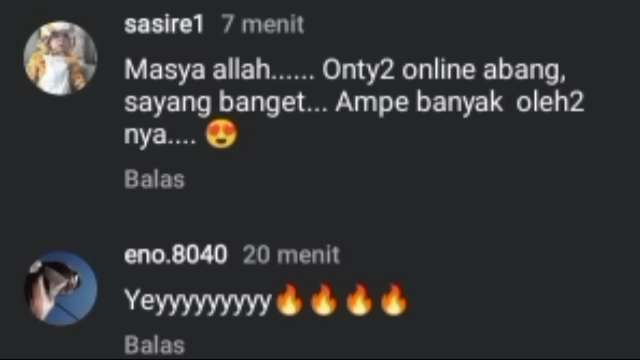 sasire1 7 menit
Masya allah...... Onty2 online abang,
sayang banget... Ampe banyak oleh2
nya.... 😍
Balas
eno.8040 20 menit
Yeyyyyyyyyy🔥🔥🔥🔥
Balas